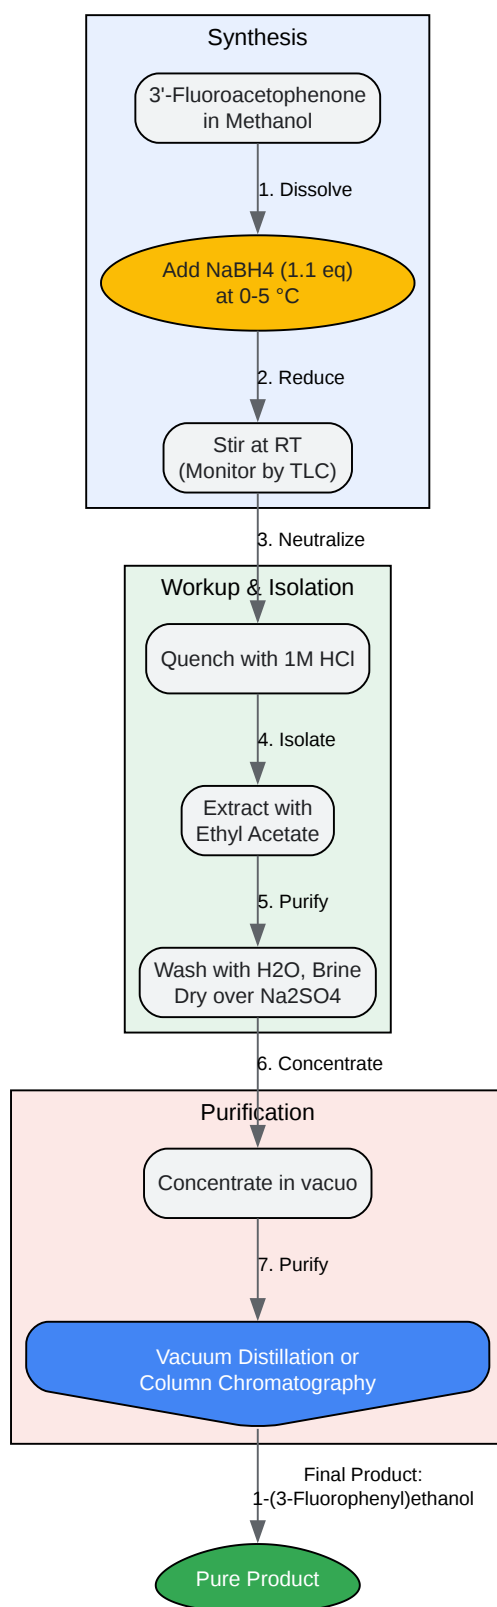 Synthesis
3'-Fluoroacetophenone
in Methanol
1. Dissolve
Add NaBH4 (1.1 eq)
at 0-5 °C
2. Reduce
Stir at RT
(Monitor by TLC)
3. Neutralize
Workup & Isolation
Quench with 1M HCl
4. Isolate
Extract with
Ethyl Acetate
5. Purify
Wash with H2O, Brine
Dry over Na2SO4
6. Concentrate
Purification
Concentrate in vacuo
7. Purify
Vacuum Distillation or
Column Chromatography
Final Product:
1-(3-Fluorophenyl)ethanol
Pure Product